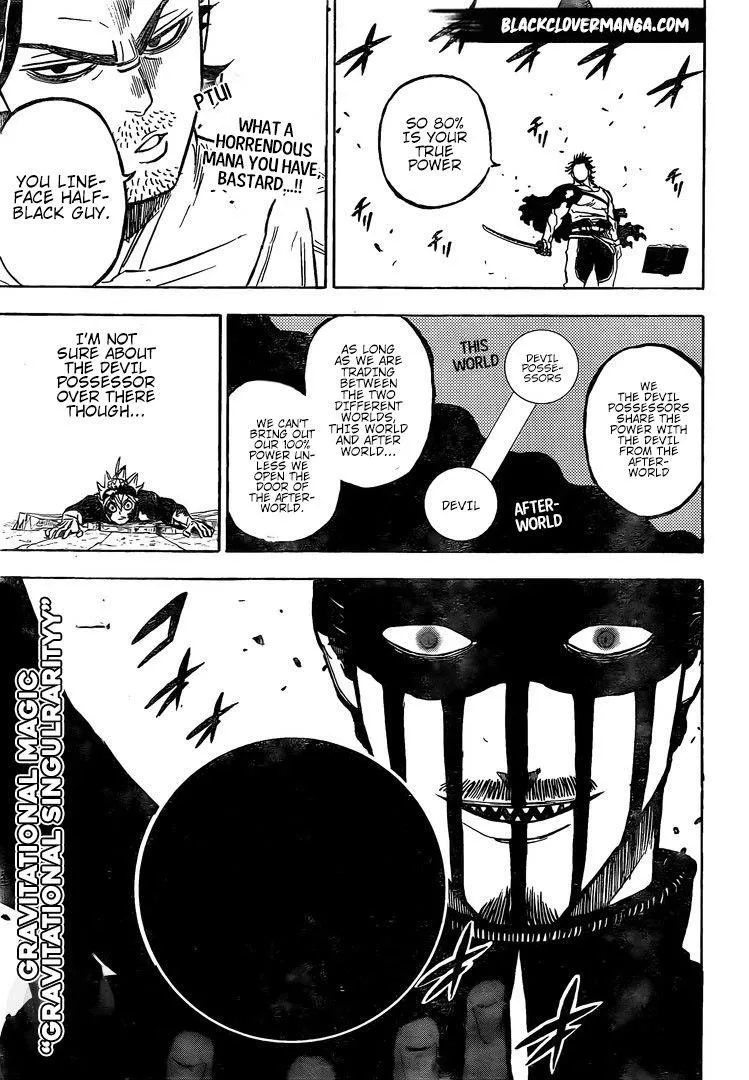 BLACKCLOVERMANGA.COM
SO 80%
IS YOUR
TRUE
POWER
チ
チ
チ
PTUI
WHAT A
HORRENDOUS
MANA YOU HAVE,
BASTARD...!!
YOU LINE-
FACE HALF-
BLACK GUY.
WE
THE DEVIL
POSSESSORS
SHARE THE
POWER WITH
THE DEVIL
FROM THE
AFTER-
WORLD
THIS
WORLD
DEVIL
POSSE-
SSORS
DEVIL
AFTER-
WORLD
AS LONG
AS WE ARE
TRADING
BETWEEN
THE TWO
DIFFERENT
WORLDS,
THIS WORLD
AND AFTER
WORLD...
WE CAN'T
BRING OUT
OUR 100%
POWER UN-
LESS WE
OPEN THE
DOOR OF
THE AFTER-
WORLD.
I'M NOT
SURE ABOUT
THE DEVIL
POSSESSOR
OVER THERE
THOUGH...
GRAVITATIONAL MAGIC
"GRAVITATIONAL SINGULRARITYY"